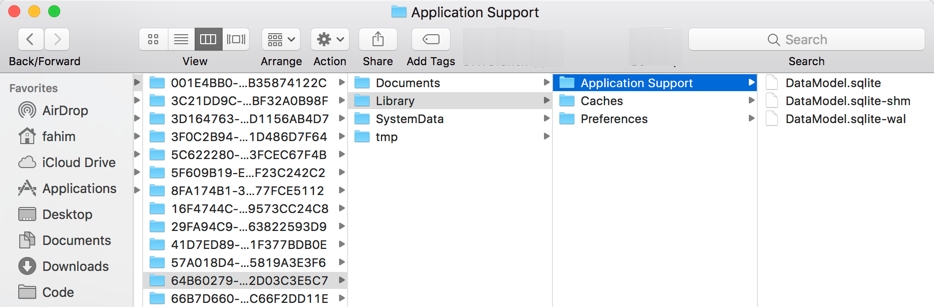 Application Support
Back/Forward
View
Arrange
Action
Share
Add Tags
Search
Search
Favorites
AirDrop
fahim
iCloud Drive
Applications
Desktop
Documents
Downloads
Code
001E4BB0-...B35874122C
3C21DD9C-...BF32A0B98F
3D164763-...D1156AB4D7
3F0C2B94-...1D486D7F64
5C622280-...3FCEC67F4B
5F609B19-E...F23C242C2
8FA174B1-3...77FCE5112
16F4744C-...9573CC24C8
29FA94C9-...63822593D9
41D7ED89-...1F377BDB0E
57A018D4-...5819A3E3F6
64B60279-...2D03C3E5C7
66B7D660-...C66F2DD11E
Documents
Library
SystemData
tmp
Application Support
Caches
Preferences
DataModel.sqlite
DataModel.sqlite-shm
DataModel.sqlite-wal